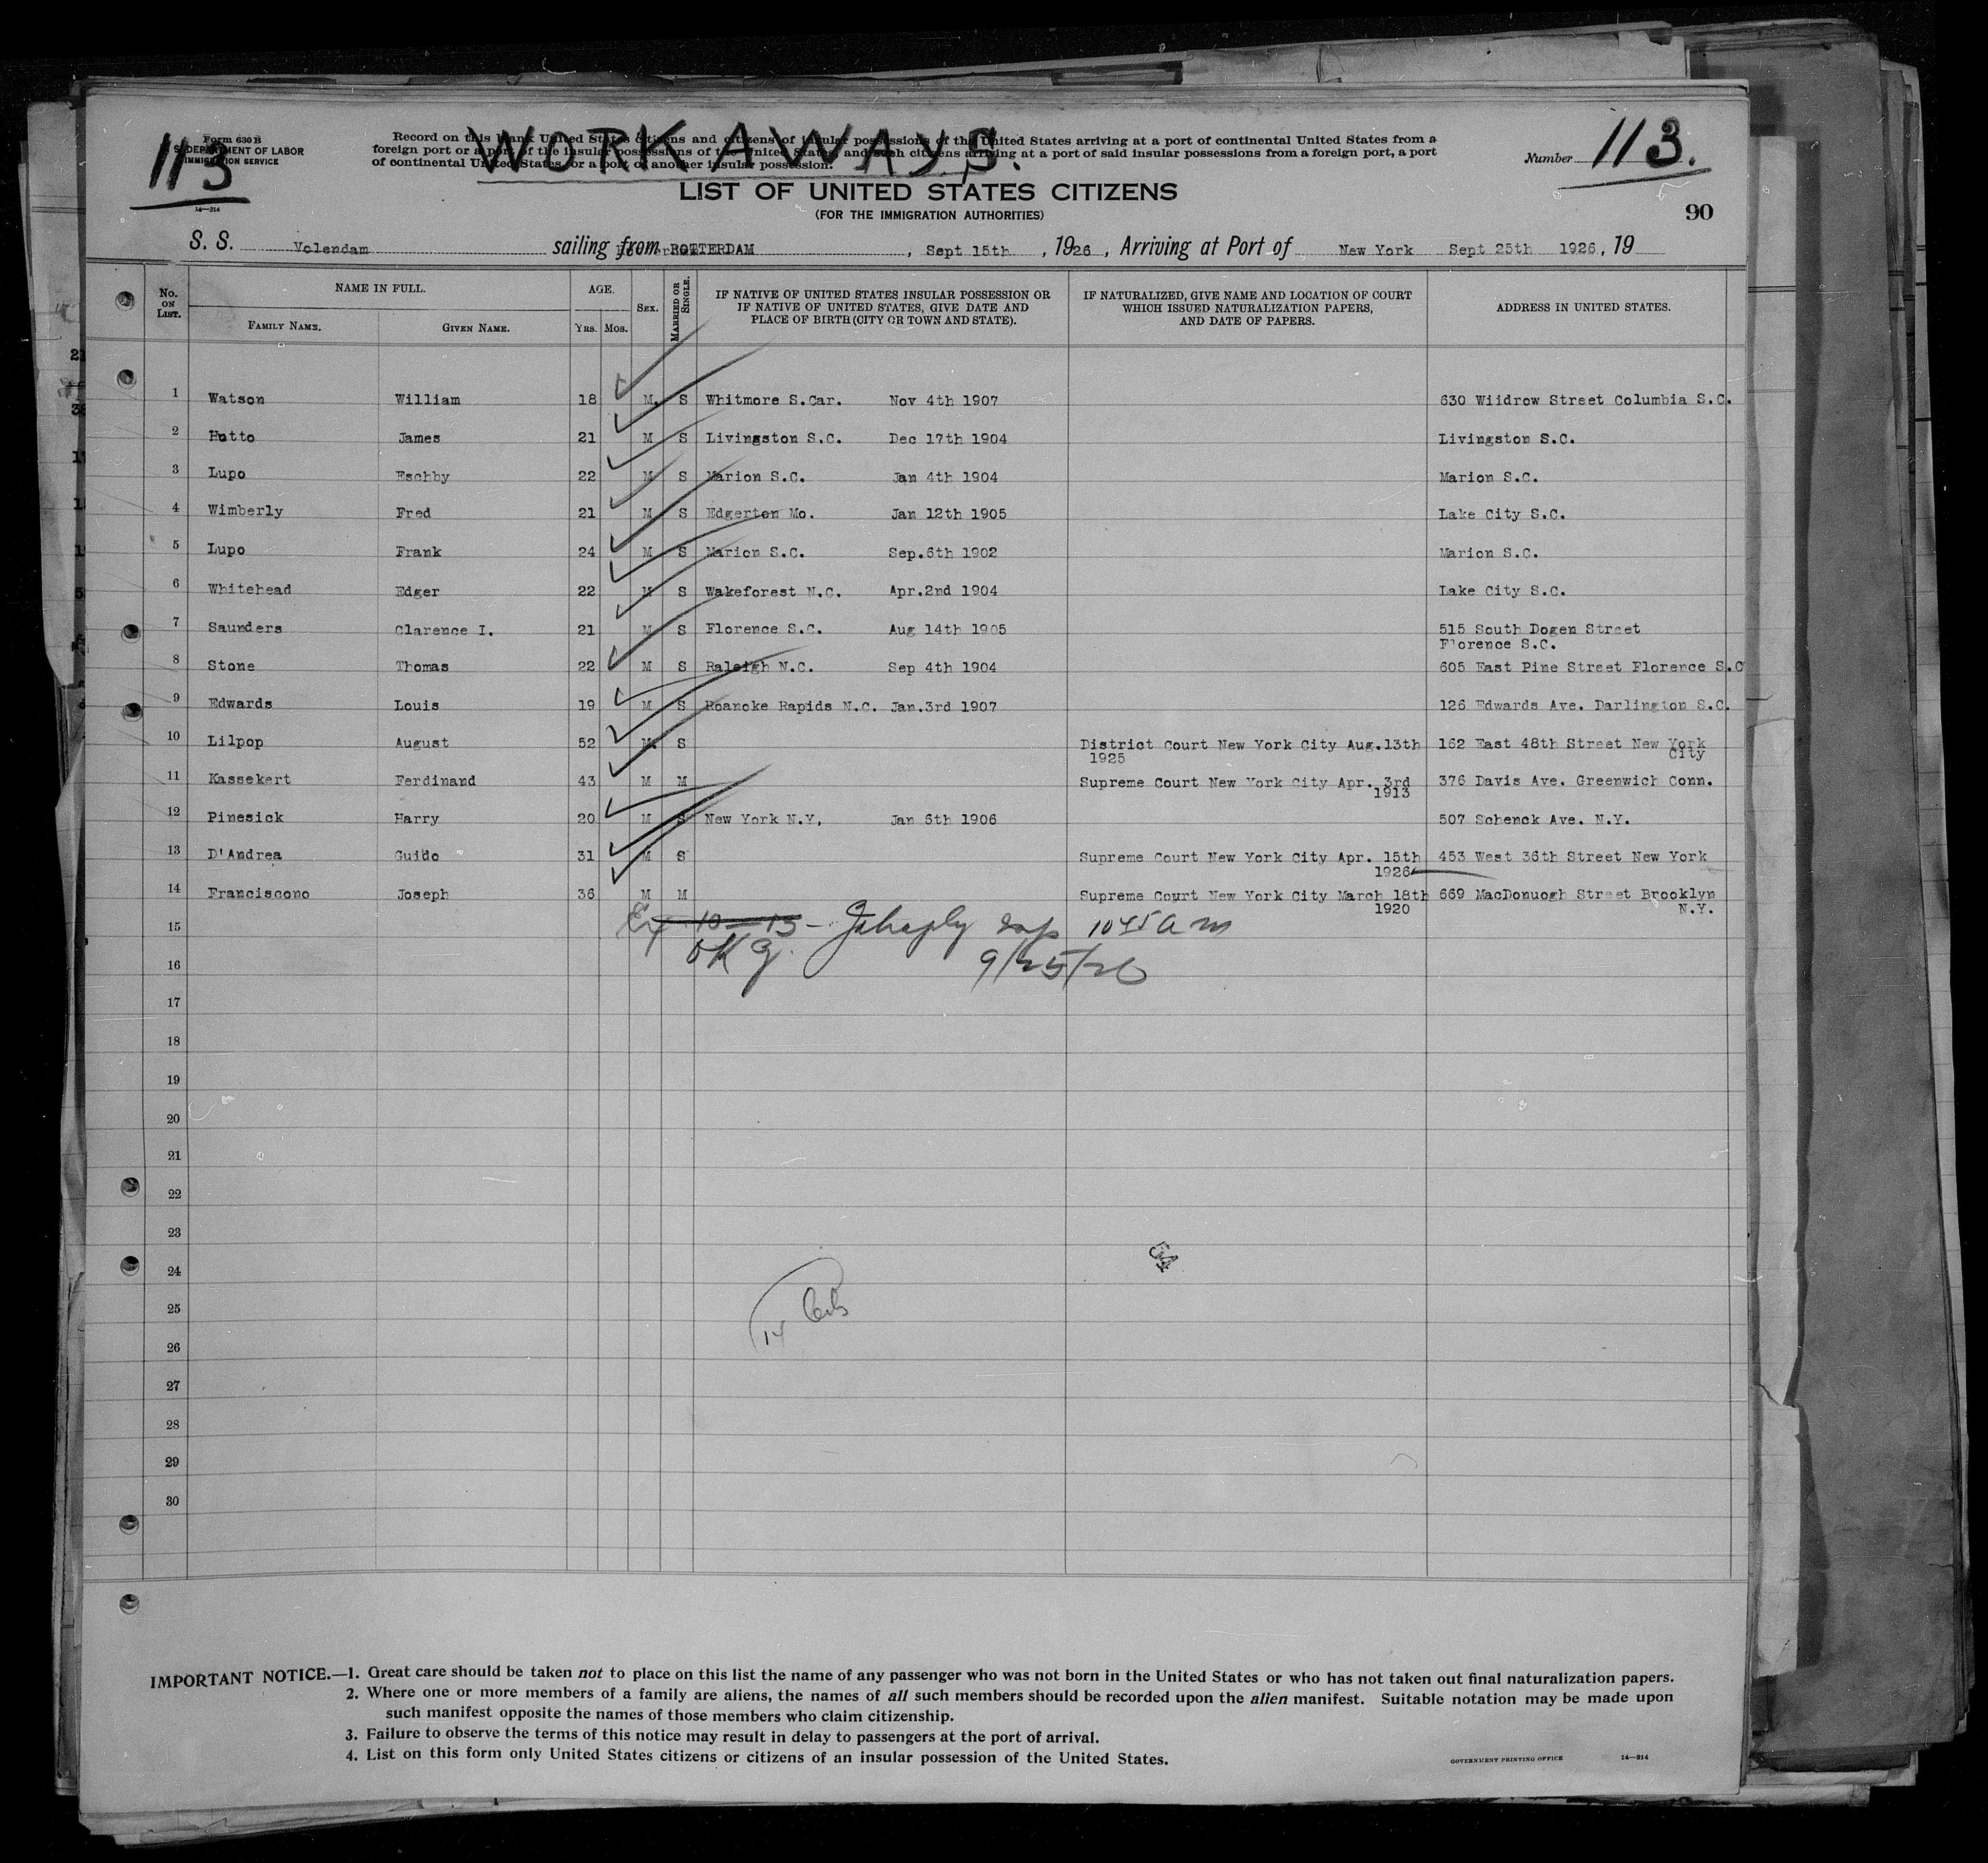 113
WORKAWAYS.
113.
Form 630 B
U. S. DEPARTMENT OF LABOR
IMMIGRATION SERVICE
14—214
Record on this blank United States citizens and citizens of insular possessions of the United States arriving at a port of continental United States from a
foreign port or a port of the insular possessions of the United States, and such citizens arriving at a port of said insular possessions from a foreign port, a port
of continental United States, or a port of another insular possession.
Number
LIST OF UNITED STATES CITIZENS
(FOR THE IMMIGRATION AUTHORITIES)
90
S. S. Volendam sailing from ROTTERDAM, Sept 15th, 1926, Arriving at Port of New York Sept 25th 1926, 19
No. ON LIST. NAME IN FULL. AGE. SEX. MARRIED OR SINGLE. IF NATIVE OF UNITED STATES INSULAR POSSESSION OR IF NATIVE OF UNITED STATES, GIVE DATE AND PLACE OF BIRTH (CITY OR TOWN AND STATE). IF NATURALIZED, GIVE NAME AND LOCATION OF COURT WHICH ISSUED NATURALIZATION PAPERS, AND DATE OF PAPERS. ADDRESS IN UNITED STATES.
FAMILY NAME. GIVEN NAME. YRS. MOS.
1 Watson William 18 M. S Whitmore S.Car. Nov 4th 1907 630 Wiidrow Street Columbia S.C.
2 Hutto James 21 M S Livingston S.C. Dec 17th 1904 Livingston S.C.
3 Lupo Eschby 22 M S Marion S.C. Jan 4th 1904 Marion S.C.
4 Wimberly Fred 21 M S Edgerton Mo. Jan 12th 1905 Lake City S.C.
5 Lupo Frank 24 M S Marion S.C. Sep.6th 1902 Marion S.C.
6 Whitehead Edger 22 M S Wakeforest N.C. Apr.2nd 1904 Lake City S.C.
7 Saunders Clarence I. 21 M S Florence S.C. Aug 14th 1905 515 South Dogen Street
Florence S.C.
8 Stone Thomas 22 M S Raleigh N.C. Sep 4th 1904 605 East Pine Street Florence S.C
9 Edwards Louis 19 M S Roanoke Rapids N.C. Jan.3rd 1907 126 Edwards Ave. Darlington S.C.
10 Lilpop August 52 M. S District Court New York City Aug.13th 162 East 48th Street New York
1925 City
11 Kassekert Ferdinand 43 M M Supreme Court New York City Apr. 3rd 376 Davis Ave. Greenwich Conn.
1913
12 Pinesick Harry 20 M S New York N.Y, Jan 6th 1906 507 Schenck Ave. N.Y.
13 D'Andrea Guido 31 M S Supreme Court New York City Apr. 15th 453 West 36th Street New York
1926
14 Franciscono Joseph 36 M M Supreme Court New York City March 18th 669 MacDonuogh Street Brooklyn
1920 N.Y.
15 Ex 10—13— insp 1045 a m
16 OK 9/25/26
17
18
19
20
21
22
23
24
25
14
26
27
28
29
30
IMPORTANT NOTICE.—1. Great care should be taken not to place on this list the name of any passenger who was not born in the United States or who has not taken out final naturalization papers.
2. Where one or more members of a family are aliens, the names of all such members should be recorded upon the alien manifest. Suitable notation may be made upon
such manifest opposite the names of those members who claim citizenship.
3. Failure to observe the terms of this notice may result in delay to passengers at the port of arrival.
4. List on this form only United States citizens or citizens of an insular possession of the United States.
GOVERNMENT PRINTING OFFICE 14—214